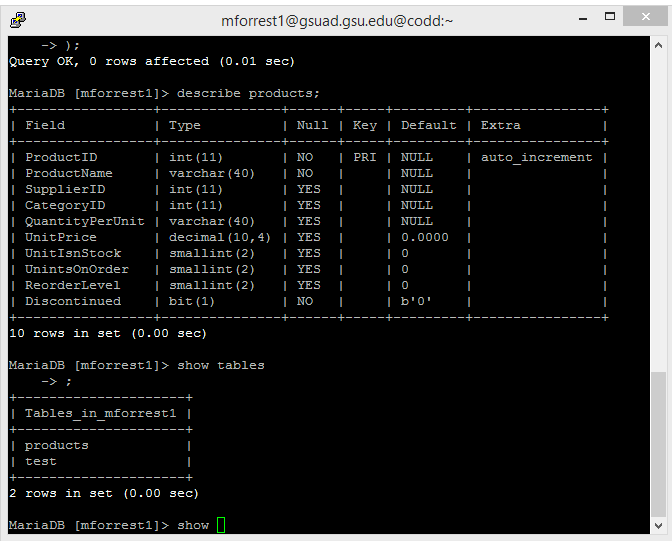 mforrest1@gsuad.gsu.edu@codd:~
    -> );
Query OK, 0 rows affected (0.01 sec)
MariaDB [mforrest1]> describe products;
+-----------------+---------------+------+-----+---------+----------------+
| Field           | Type          | Null | Key | Default | Extra          |
+-----------------+---------------+------+-----+---------+----------------+
| ProductID       | int(11)       | NO   | PRI | NULL    | auto_increment |
| ProductName     | varchar(40)   | NO   |     | NULL    |                |
| SupplierID      | int(11)       | YES  |     | NULL    |                |
| CategoryID      | int(11)       | YES  |     | NULL    |                |
| QuantityPerUnit | varchar(40)   | YES  |     | NULL    |                |
| UnitPrice       | decimal(10,4) | YES  |     | 0.0000  |                |
| UnitIsnStock    | smallint(2)   | YES  |     | 0       |                |
| UnintsOnOrder   | smallint(2)   | YES  |     | 0       |                |
| ReorderLevel    | smallint(2)   | YES  |     | 0       |                |
| Discontinued    | bit(1)        | NO   |     | b'0'    |                |
+-----------------+---------------+------+-----+---------+----------------+
10 rows in set (0.00 sec)
MariaDB [mforrest1]> show tables
    -> ;
+---------------------+
| Tables_in_mforrest1 |
+---------------------+
| products            |
| test                |
+---------------------+
2 rows in set (0.00 sec)
MariaDB [mforrest1]> show